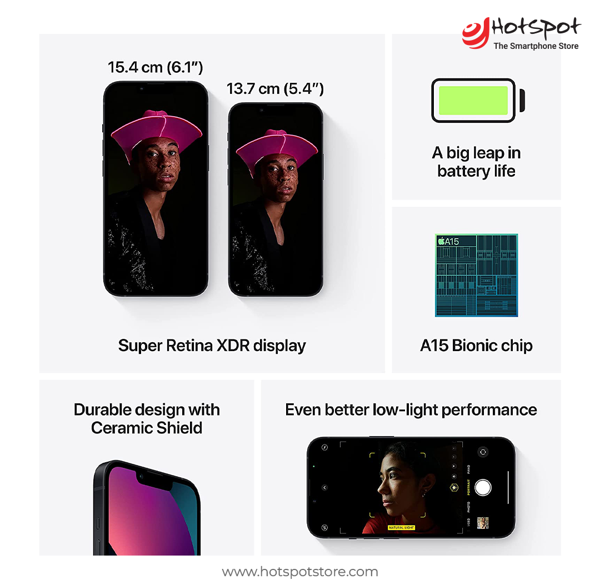 Hotspot
The Smartphone Store
15.4 cm (6.1″)
13.7 cm (5.4″)
Super Retina XDR display
A big leap in
battery life
A15
A15 Bionic chip
Durable design with
Ceramic Shield
Even better low-light performance
NATURAL LIGHT
www.hotspotstore.com